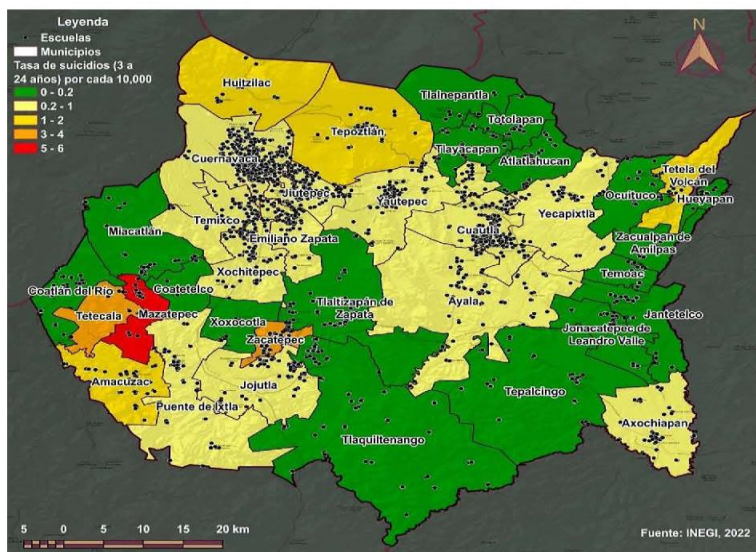 Leyenda
Escuelas
Municipios
Tasa de suicidios (3 a
24 años) por cada 10,000
0 - 0.2
0.2 - 1
1 - 2
3 - 4
5 - 6
N
Huitzilac
Tepoztlán
Tlalnepantla
Totolapan
Tlayacapan
Atlatlahucan
Cuernavaca
Jiutepec
Yautepec
Tetela del
Volcán
Ocuituco
Hueyapan
Yecapixtla
Temixco
Cuautla
Miacatlán
Emiliano Zapata
Zacualpan de
Amilpas
Xochitepec
Temoac
Coatlán del Río
Coatetelco
Tlaltizapán de
Zapata
Ayala
Mazatepec
Tetecala
Xoxocotla
Jantetelco
Jonacatepec de
Leandro Valle
Zacatepec
Amacuzac
Jojutla
Tepalcingo
Puente de Ixtla
Axochiapan
Tlaquiltenango
5 0 5 10 15 20 km
Fuente: INEGI, 2022